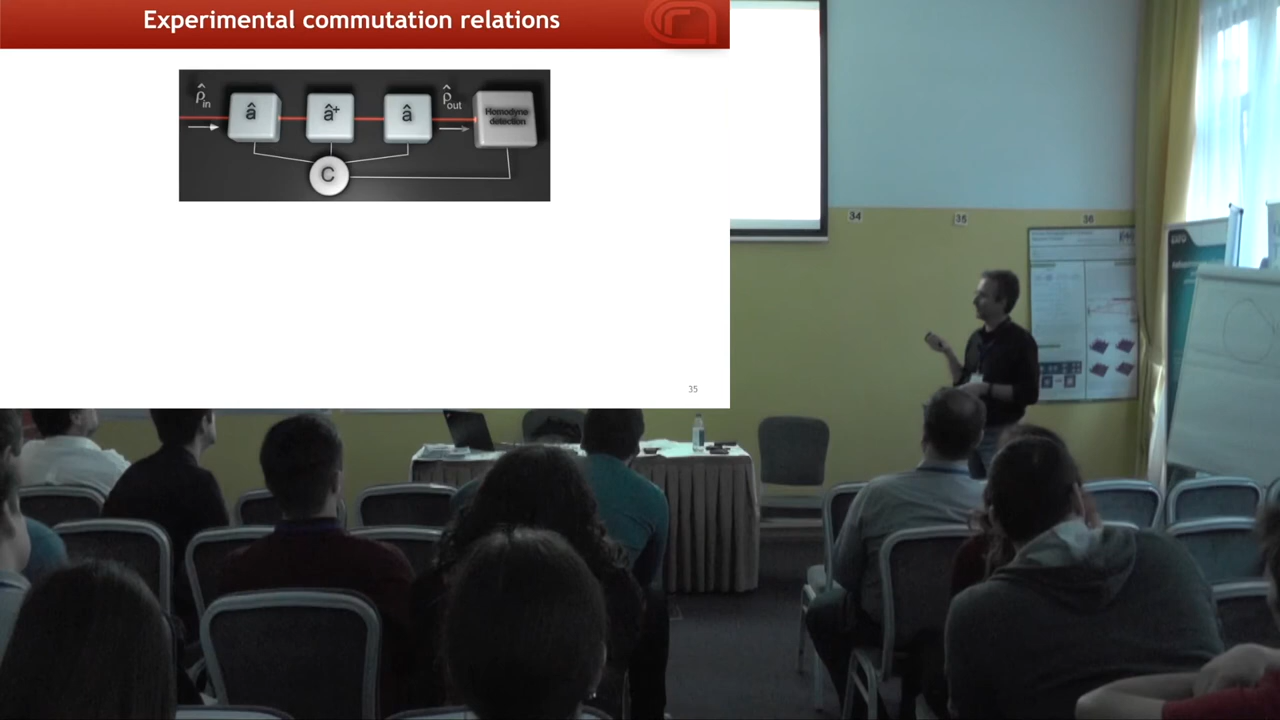 Experimental commutation relations
ρ̂in
â
â+
â
ρ̂out
Homodyne
detection
C
35
34
35
36